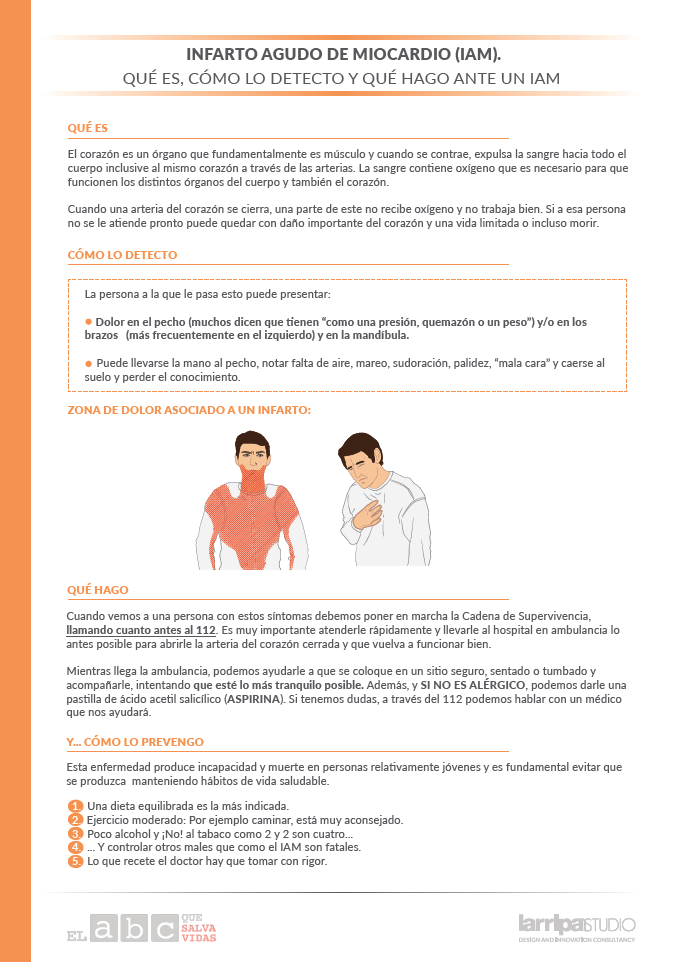 INFARTO AGUDO DE MIOCARDIO (IAM).
QUÉ ES, CÓMO LO DETECTO Y QUÉ HAGO ANTE UN IAM
QUÉ ES
El corazón es un órgano que fundamentalmente es músculo y cuando se contrae, expulsa la sangre hacia todo el
cuerpo inclusive al mismo corazón a través de las arterias. La sangre contiene oxígeno que es necesario para que
funcionen los distintos órganos del cuerpo y también el corazón.
Cuando una arteria del corazón se cierra, una parte de este no recibe oxígeno y no trabaja bien. Si a esa persona
no se le atiende pronto puede quedar con daño importante del corazón y una vida limitada o incluso morir.
CÓMO LO DETECTO
La persona a la que le pasa esto puede presentar:
● Dolor en el pecho (muchos dicen que tienen “como una presión, quemazón o un peso”) y/o en los
brazos (más frecuentemente en el izquierdo) y en la mandíbula.
● Puede llevarse la mano al pecho, notar falta de aire, mareo, sudoración, palidez, “mala cara” y caerse al
suelo y perder el conocimiento.
ZONA DE DOLOR ASOCIADO A UN INFARTO:
QUÉ HAGO
Cuando vemos a una persona con estos síntomas debemos poner en marcha la Cadena de Supervivencia,
llamando cuanto antes al 112. Es muy importante atenderle rápidamente y llevarle al hospital en ambulancia lo
antes posible para abrirle la arteria del corazón cerrada y que vuelva a funcionar bien.
Mientras llega la ambulancia, podemos ayudarle a que se coloque en un sitio seguro, sentado o tumbado y
acompañarle, intentando que esté lo más tranquilo posible. Además, y SI NO ES ALÉRGICO, podemos darle una
pastilla de ácido acetil salicílico (ASPIRINA). Si tenemos dudas, a través del 112 podemos hablar con un médico
que nos ayudará.
Y... CÓMO LO PREVENGO
Esta enfermedad produce incapacidad y muerte en personas relativamente jóvenes y es fundamental evitar que
se produzca manteniendo hábitos de vida saludable.
1. Una dieta equilibrada es la más indicada.
2. Ejercicio moderado: Por ejemplo caminar, está muy aconsejado.
3. Poco alcohol y ¡No! al tabaco como 2 y 2 son cuatro...
4. ... Y controlar otros males que como el IAM son fatales.
5. Lo que recete el doctor hay que tomar con rigor.
EL abc QUE SALVA VIDAS
larripa STUDIO
DESIGN AND INNOVATION CONSULTANCY